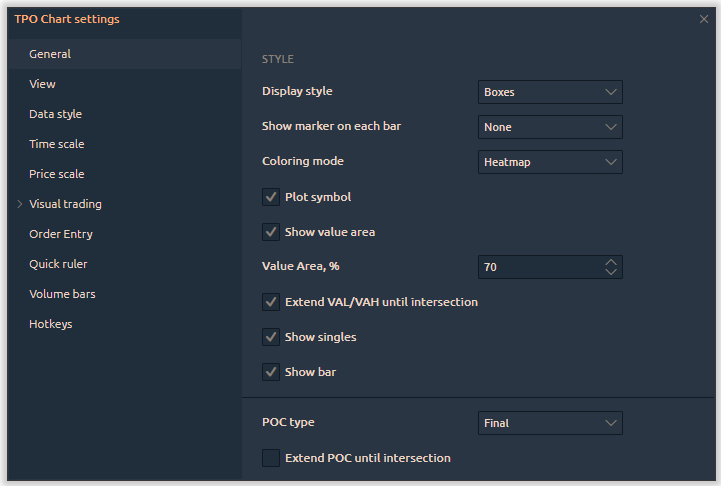 TPO Chart settings
General
View
Data style
Time scale
Price scale
Visual trading
Order Entry
Quick ruler
Volume bars
Hotkeys
STYLE
Display style Boxes
Show marker on each bar None
Coloring mode Heatmap
Plot symbol
Show value area
Value Area, % 70
Extend VAL/VAH until intersection
Show singles
Show bar
POC type Final
Extend POC until intersection